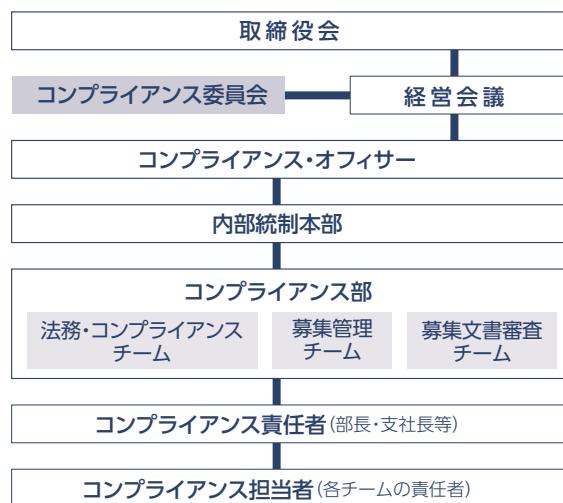 取締役会
コンプライアンス委員会
経営会議
コンプライアンス・オフィサー
内部統制本部
コンプライアンス部
法務・コンプライアンス
チーム
募集管理
チーム
募集文書審査
チーム
コンプライアンス責任者(部長・支社長等)
コンプライアンス担当者(各チームの責任者)